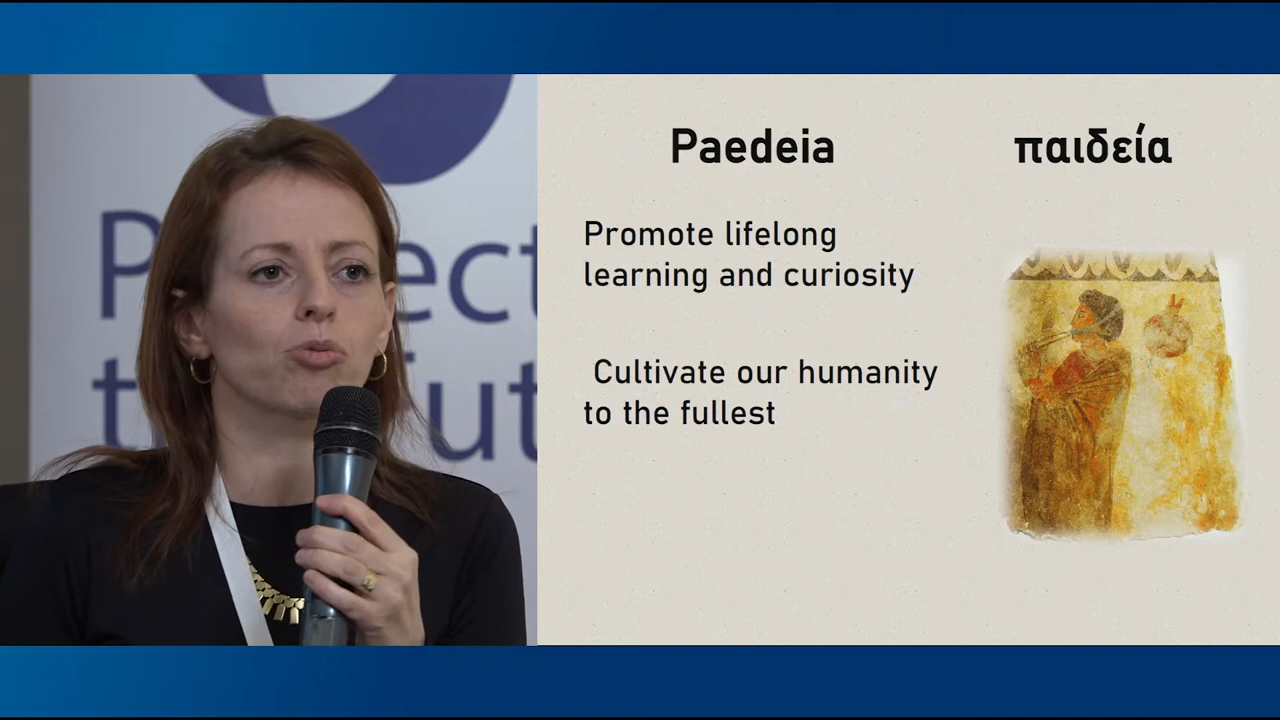 Paedeia
παιδεία
Promote lifelong
learning and curiosity
Cultivate our humanity
to the fullest